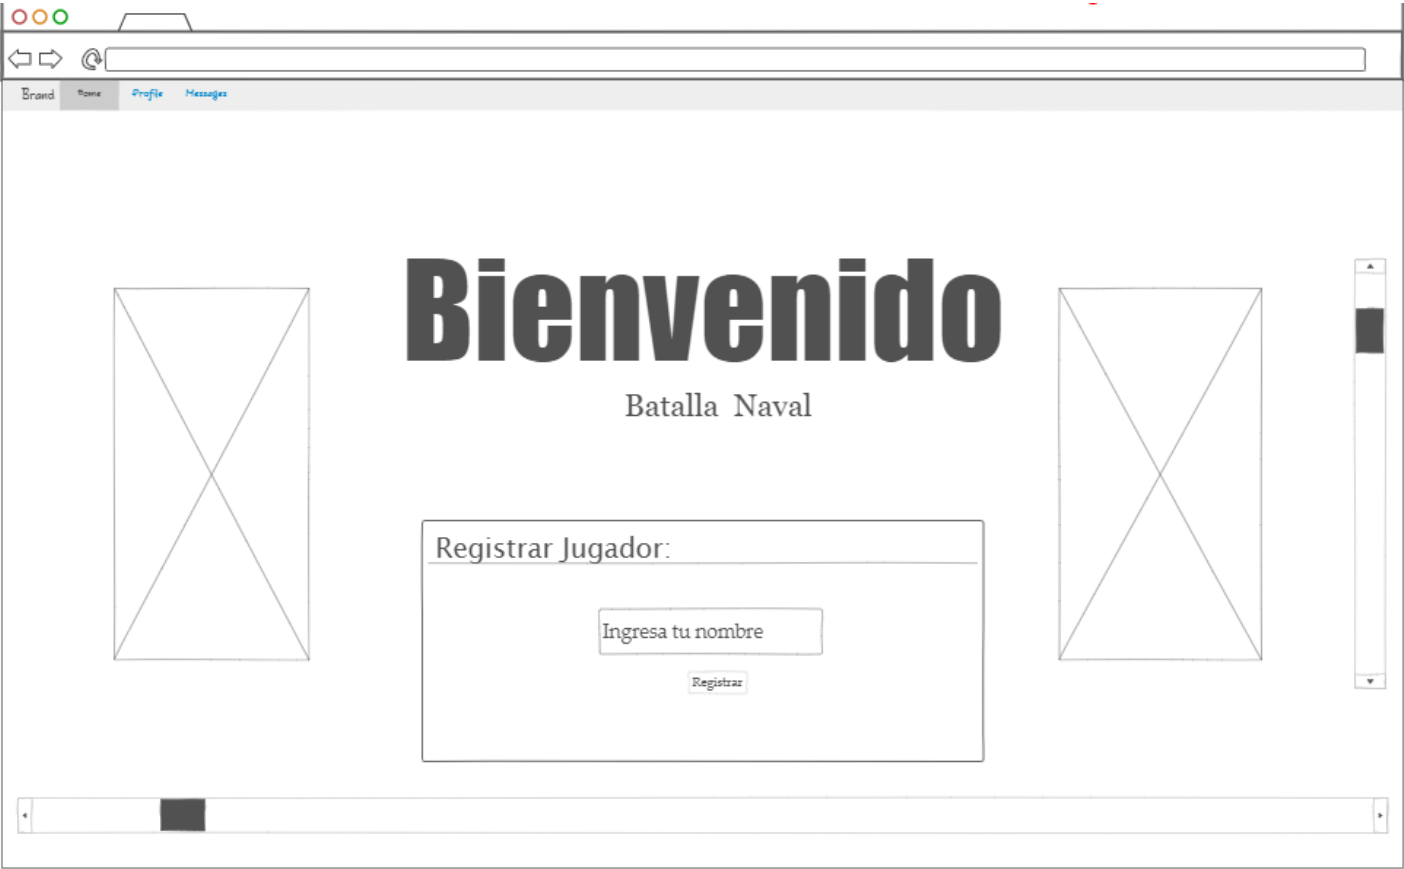 Brand Home Profile Messages
Bienvenido
Batalla Naval
Registrar Jugador:
Ingresa tu nombre
Registrar